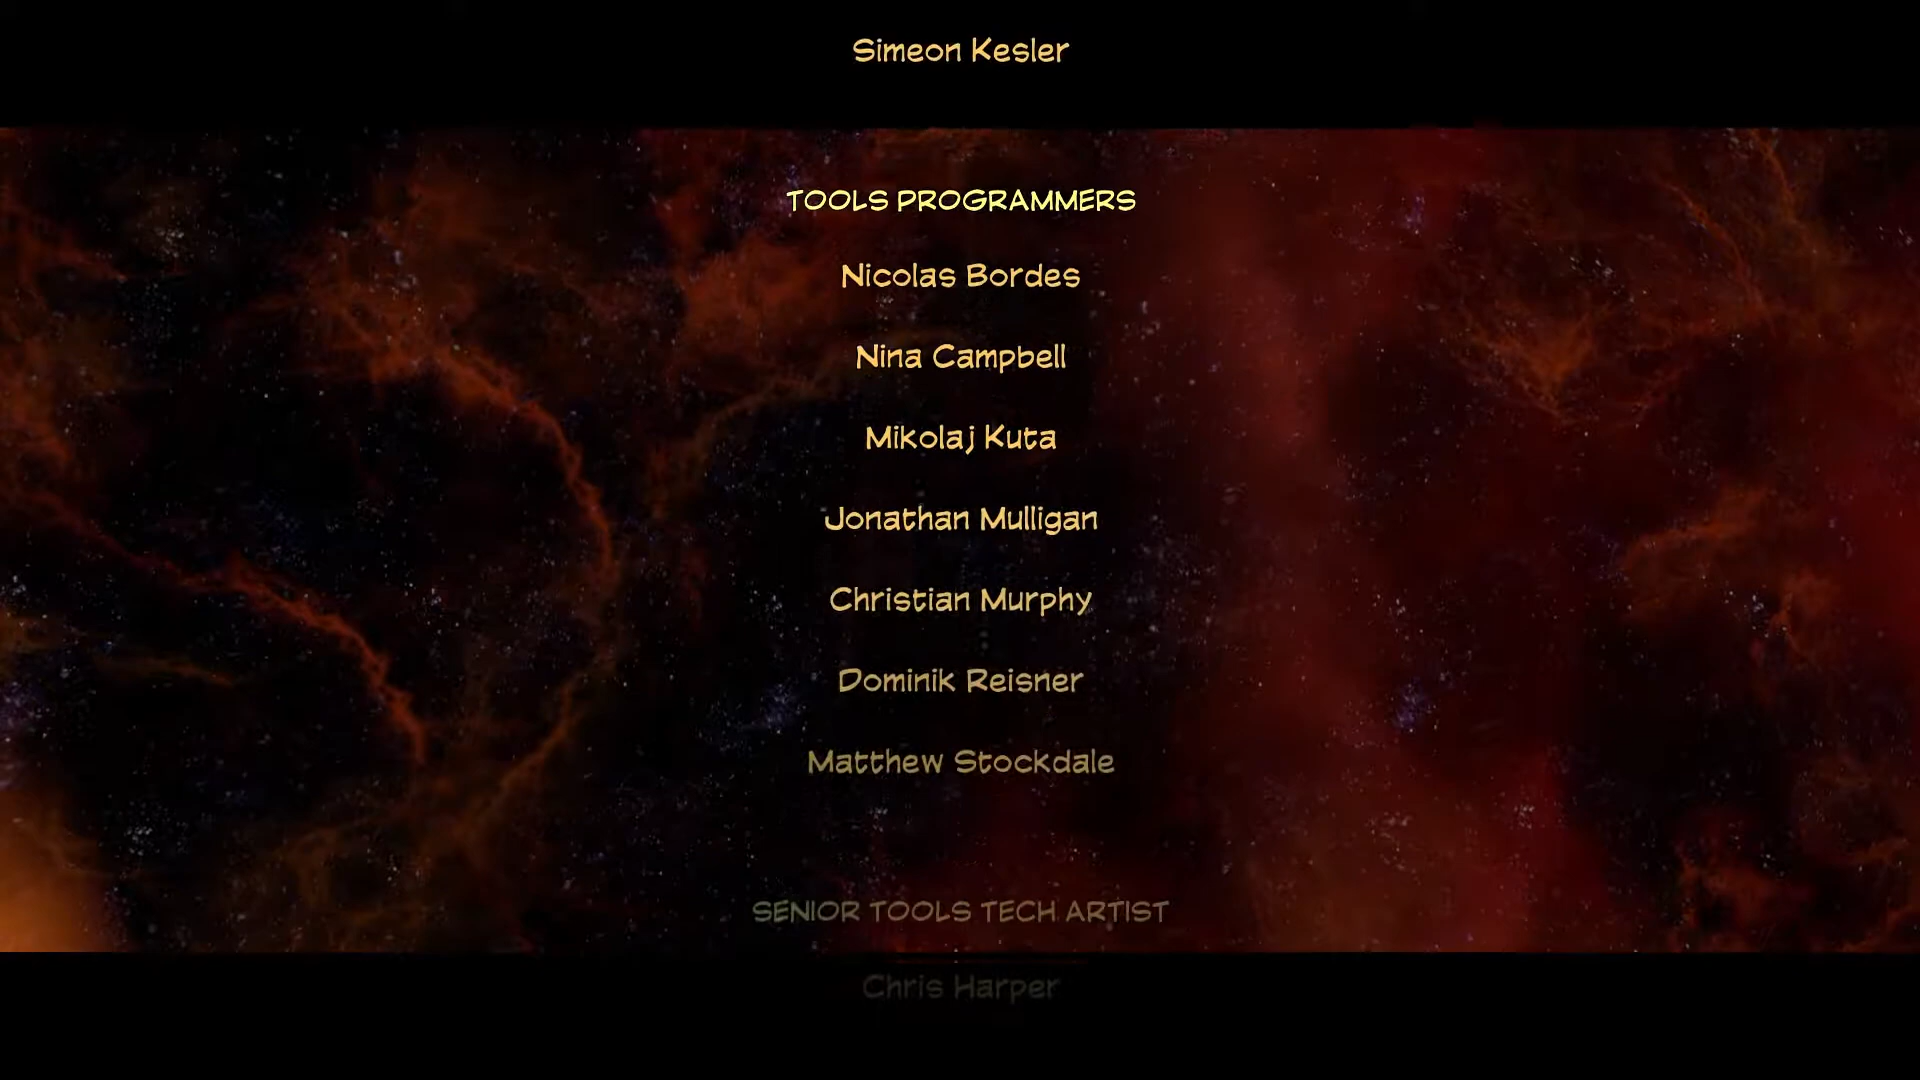 Simeon Kesler
TOOLS PROGRAMMERS
Nicolas Bordes
Nina Campbell
Mikolaj Kuta
Jonathan Mulligan
Christian Murphy
Dominik Reisner
Matthew Stockdale
SENIOR TOOLS TECH ARTIST
Chris Harper